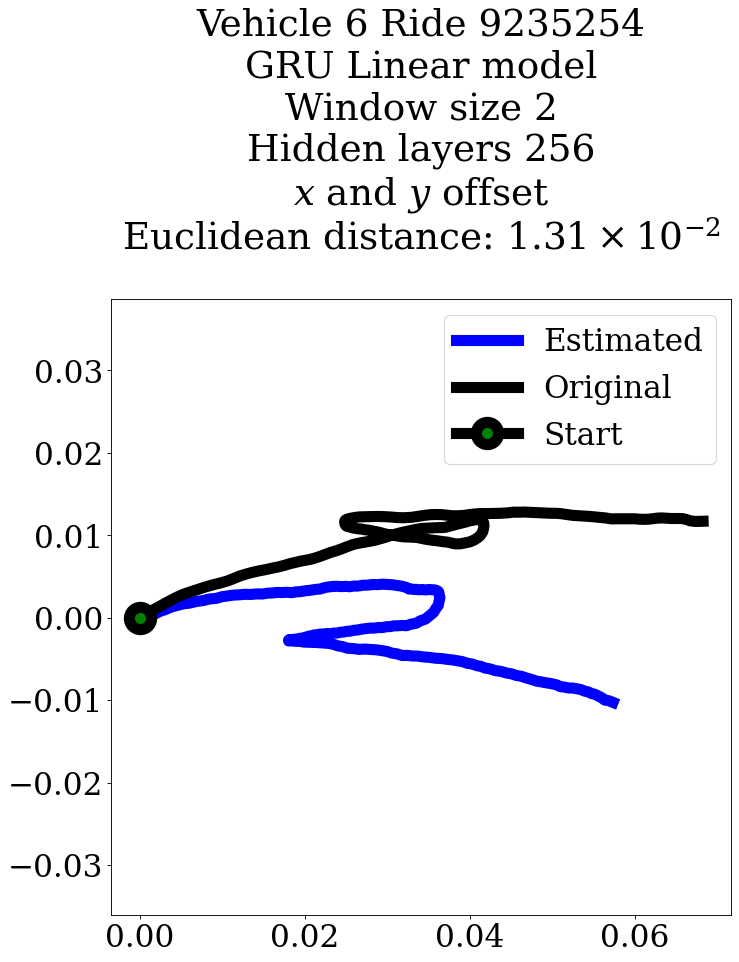 Vehicle 6 Ride 9235254
GRU Linear model
Window size 2
Hidden layers 256
x and y offset
Euclidean distance: 1.31 × 10⁻²
Estimated
Original
Start
0.03
0.02
0.01
0.00
−0.01
−0.02
−0.03
0.00 0.02 0.04 0.06